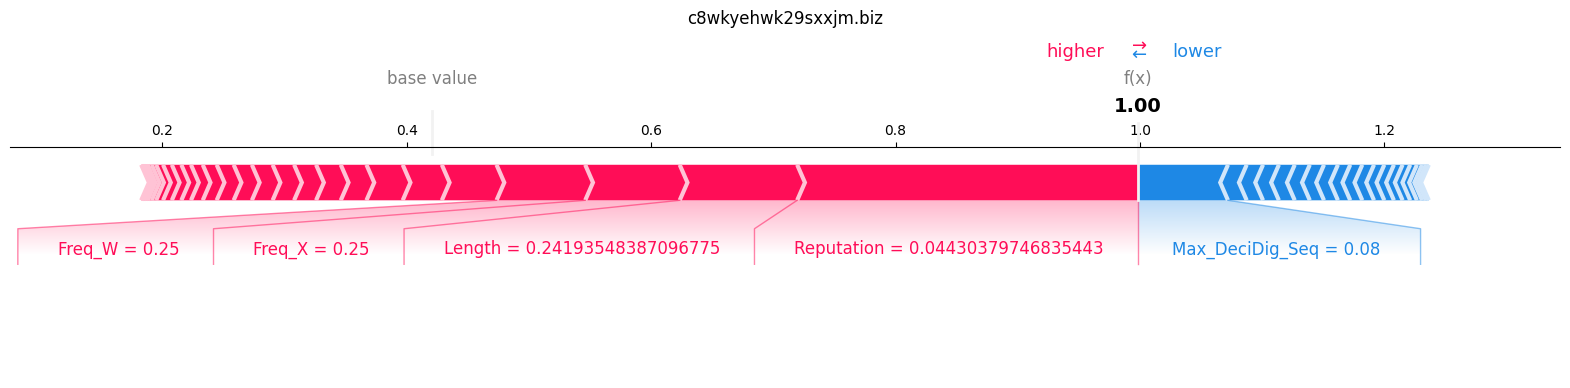 c8wkyehwk29sxxjm.biz
higher → ← lower
base value f(x)
1.00
0.2 0.4 0.6 0.8 1.0 1.2
Freq_W = 0.25 Freq_X = 0.25 Length = 0.24193548387096775 Reputation = 0.04430379746835443 Max_DeciDig_Seq = 0.08